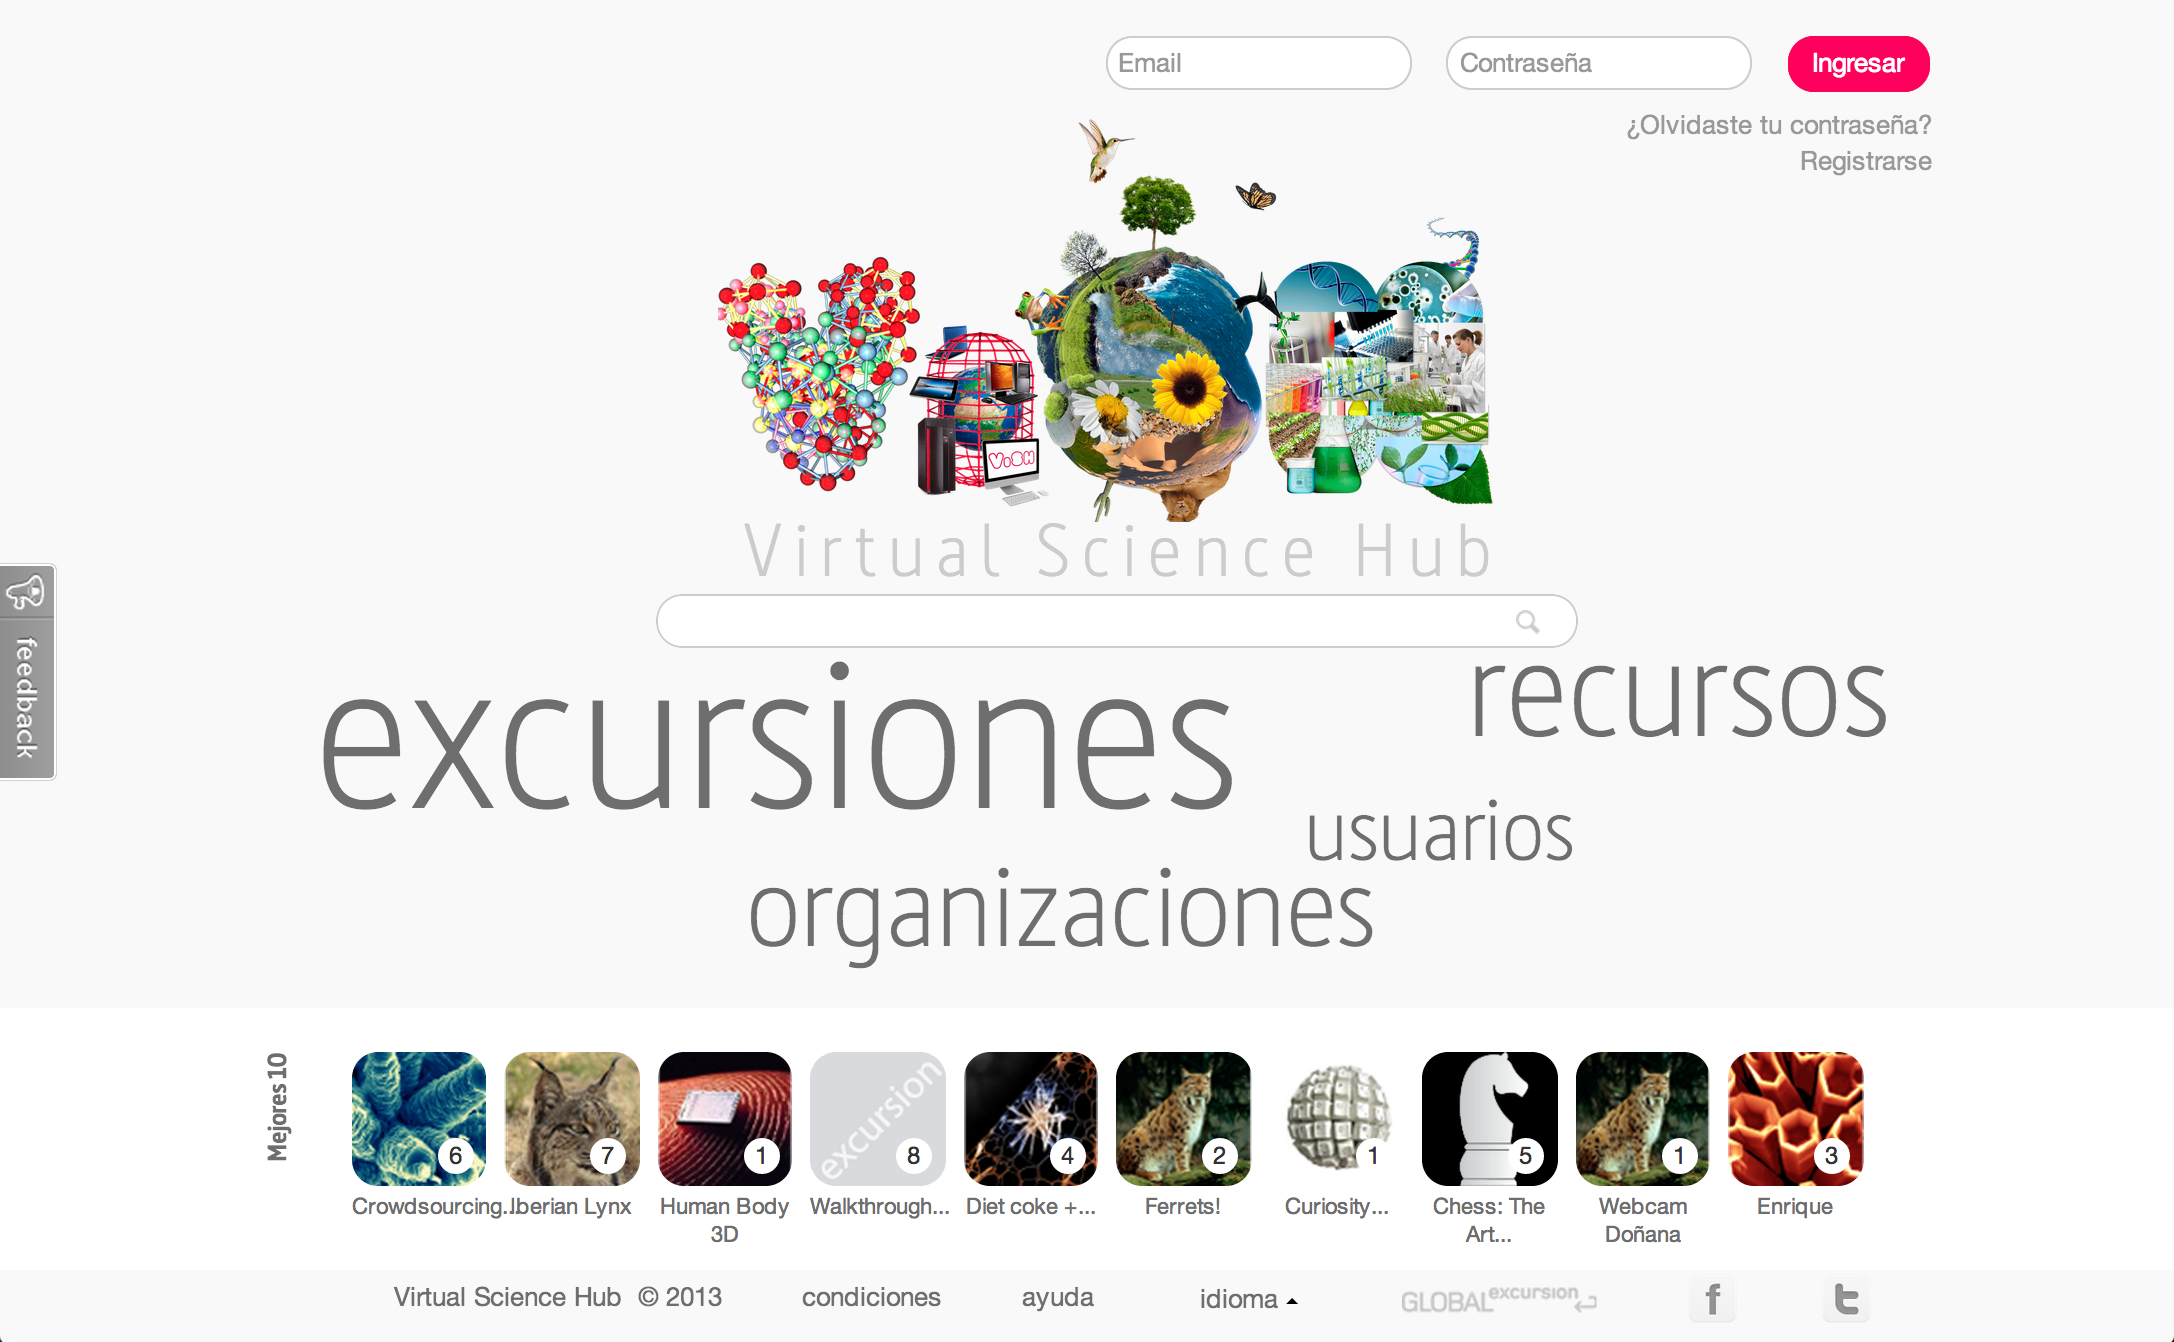 Email
Contraseña
Ingresar
¿Olvidaste tu contraseña?
Registrarse
ViSH
Virtual Science Hub
feedback
excursiones
recursos
usuarios
organizaciones
Mejores 10
excursion
6
7
1
8
4
2
1
5
1
3
Crowdsourcing...
Iberian Lynx
Human Body
3D
Walkthrough...
Diet coke +...
Ferrets!
Curiosity...
Chess: The
Art...
Webcam
Doñana
Enrique
Virtual Science Hub © 2013
condiciones
ayuda
idioma
GLOBAL excursion
f
t